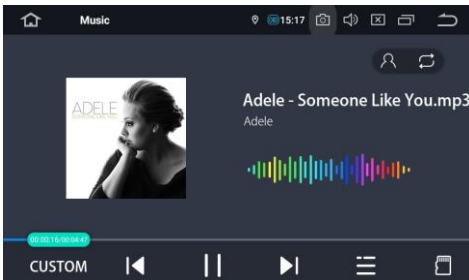 Music
15:17
ADELE
Adele - Someone Like You.mp3
Adele
00:00:16/00:04:47
CUSTOM